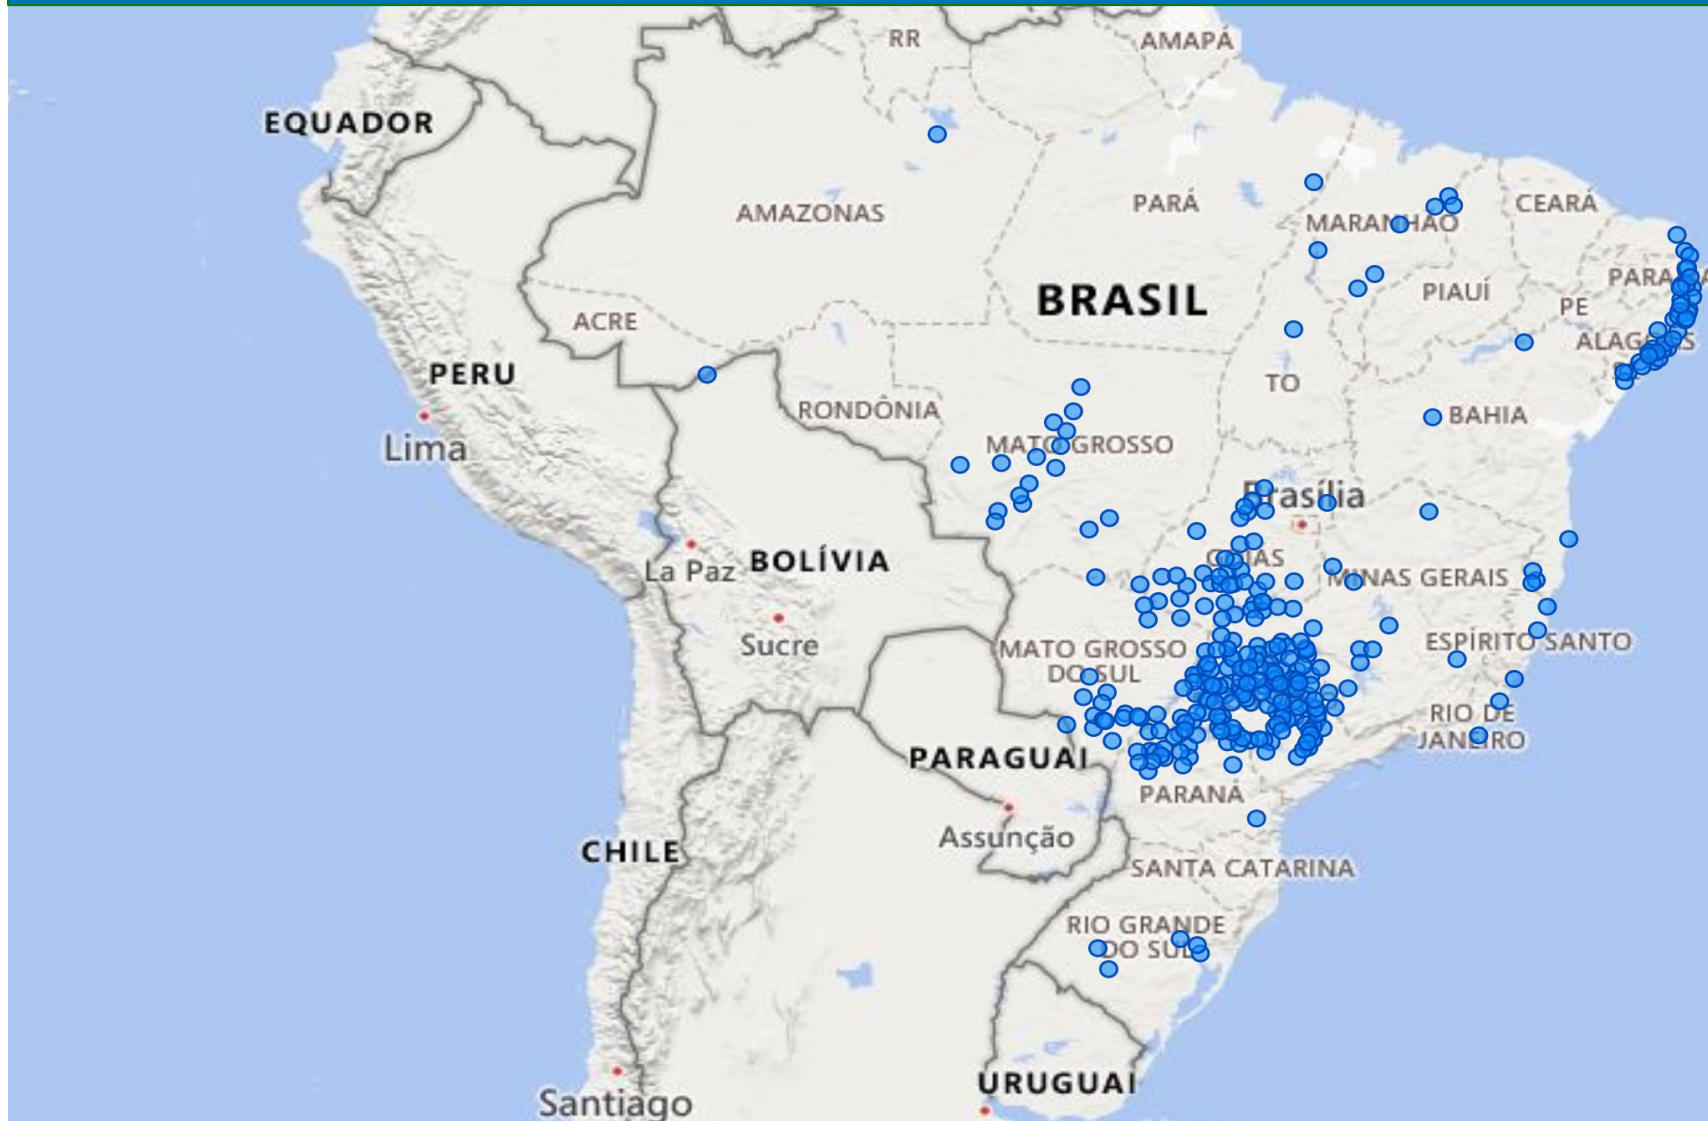 RR
AMAPÁ
EQUADOR
AMAZONAS
PARÁ
MARANHÃO
CEARÁ
BRASIL
PIAUÍ
PE
ACRE
PERU
TO
RONDÔNIA
BAHIA
Lima
MATO GROSSO
Brasília
La Paz
BOLÍVIA
GOIÁS
MINAS GERAIS
Sucre
MATO GROSSO
DO SUL
ESPÍRITO SANTO
RIO DE
JANEIRO
PARAGUAI
PARANÁ
Assunção
CHILE
SANTA CATARINA
RIO GRANDE
DO SUL
URUGUAI
Santiago